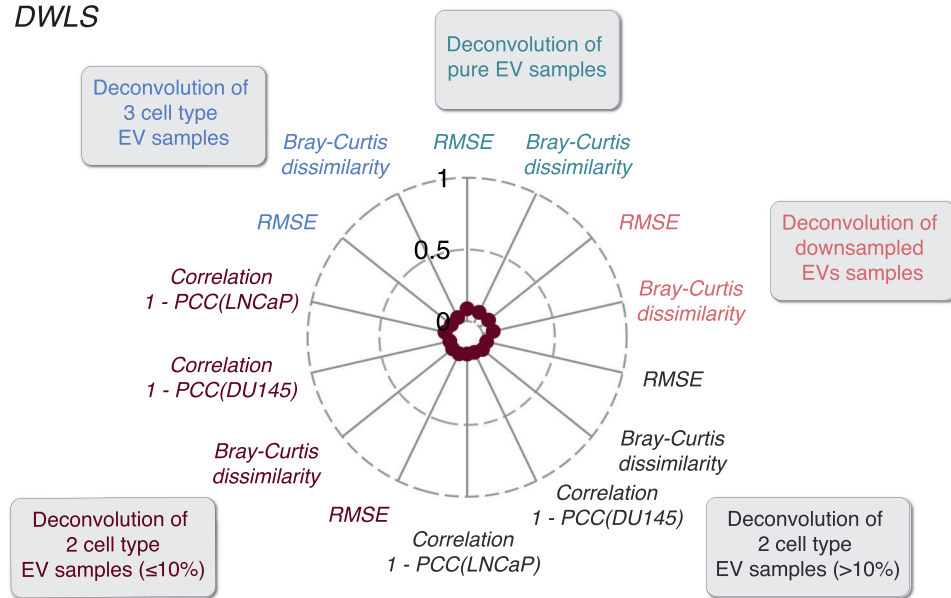 DWLS
Deconvolution of
pure EV samples
Deconvolution of
3 cell type
EV samples
Bray-Curtis
dissimilarity
RMSE
Bray-Curtis
dissimilarity
1
RMSE
RMSE
Deconvolution of
downsampled
EVs samples
0.5
Correlation
1 - PCC(LNCaP)
Bray-Curtis
dissimilarity
0
Correlation
1 - PCC(DU145)
RMSE
Bray-Curtis
dissimilarity
Bray-Curtis
dissimilarity
RMSE
Correlation
1 - PCC(DU145)
Correlation
1 - PCC(LNCaP)
Deconvolution of
2 cell type
EV samples (≤10%)
Deconvolution of
2 cell type
EV samples (>10%)